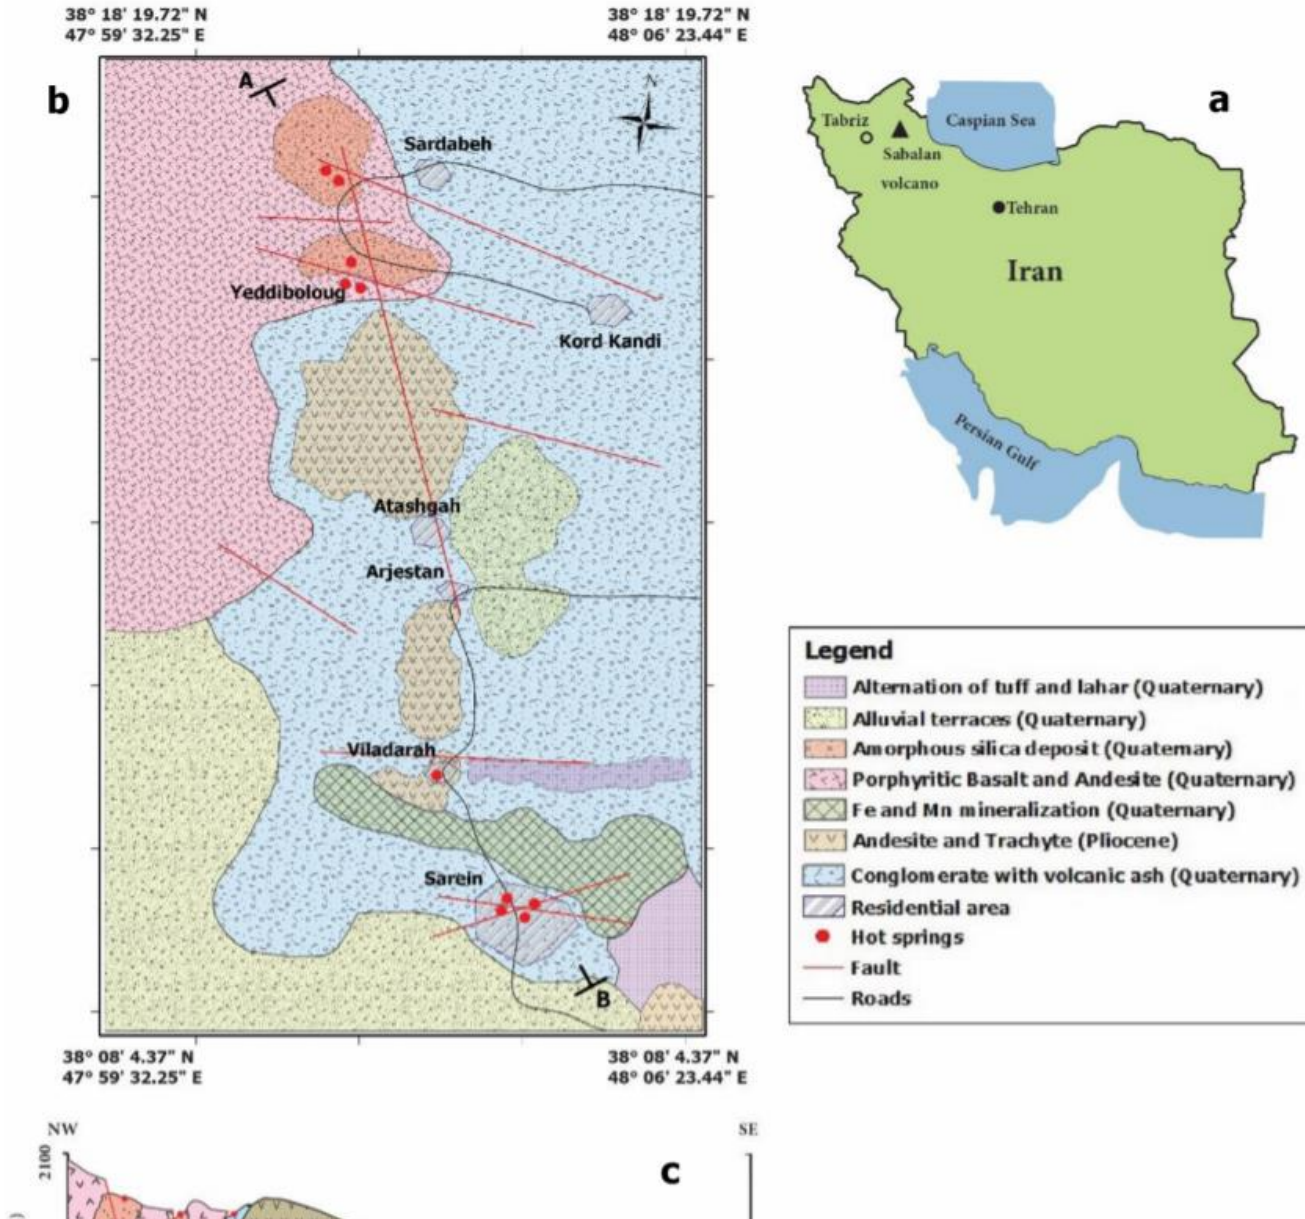 38° 18' 19.72" N
47° 59' 32.25" E
38° 18' 19.72" N
48° 06' 23.44" E
b
A
N
Sardabeh
Yeddiboloug
Kord Kandi
Atashgah
Arjestan
Viladarah
Sarein
B
38° 08' 4.37" N
47° 59' 32.25" E
38° 08' 4.37" N
48° 06' 23.44" E
a
Tabriz
Caspian Sea
Sabalan
volcano
Tehran
Iran
Persian Gulf
Legend
Alternation of tuff and lahar (Quaternary)
Alluvial terraces (Quaternary)
Amorphous silica deposit (Quaternary)
Porphyritic Basalt and Andesite (Quaternary)
Fe and Mn mineralization (Quaternary)
Andesite and Trachyte (Pliocene)
Conglomerate with volcanic ash (Quaternary)
Residential area
Hot springs
Fault
Roads
NW
SE
2100
c